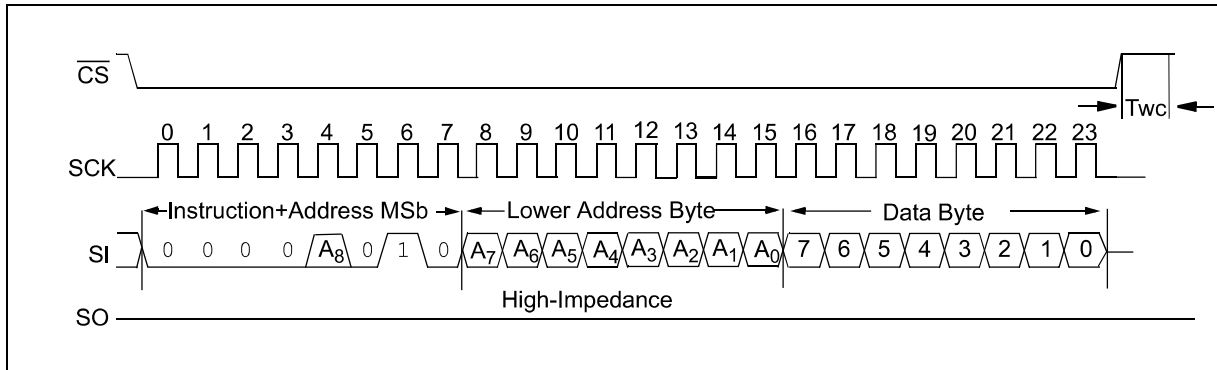 CS
Twc
0 1 2 3 4 5 6 7 8 9 10 11 12 13 14 15 16 17 18 19 20 21 22 23
SCK
Instruction+Address MSb Lower Address Byte Data Byte
SI 0 0 0 0 A8 0 1 0 A7 A6 A5 A4 A3 A2 A1 A0 7 6 5 4 3 2 1 0
High-Impedance
SO